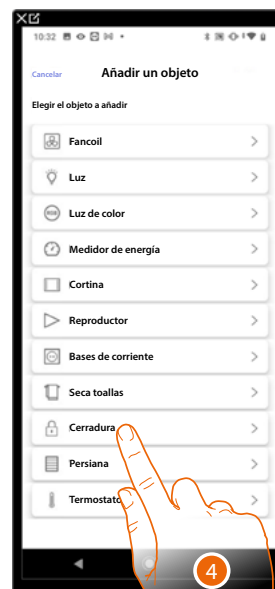 10:32
Cancelar Añadir un objeto
Elegir el objeto a añadir
Fancoil
Luz
Luz de color
Medidor de energía
Cortina
Reproductor
Bases de corriente
Seca toallas
Cerradura
Persiana
Termostato
4